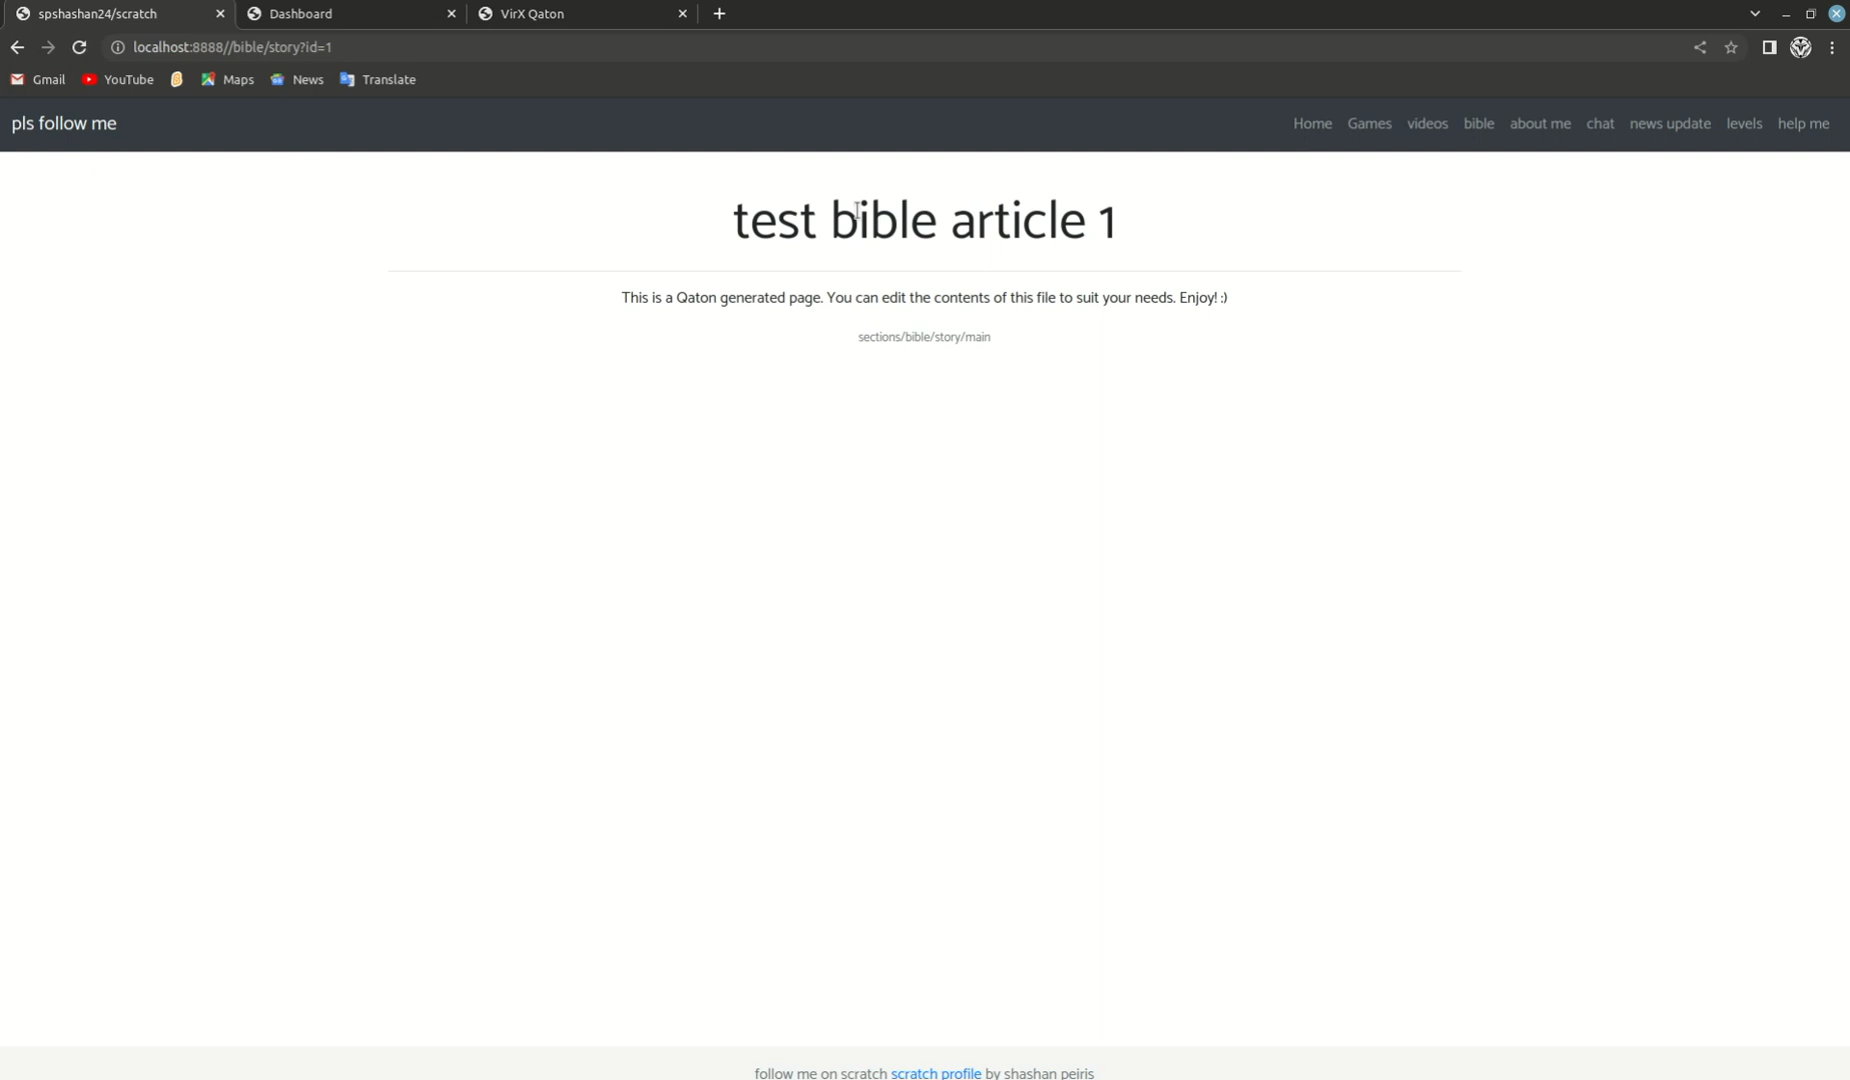 spshashan24/scratch
Dashboard
VirX Qaton
localhost:8888//bible/story?id=1
Gmail YouTube Maps News Translate
pls follow me
Home Games videos bible about me chat news update levels help me
test bible article 1
This is a Qaton generated page. You can edit the contents of this file to suit your needs. Enjoy! :)
sections/bible/story/main
follow me on scratch scratch profile by shashan peiris